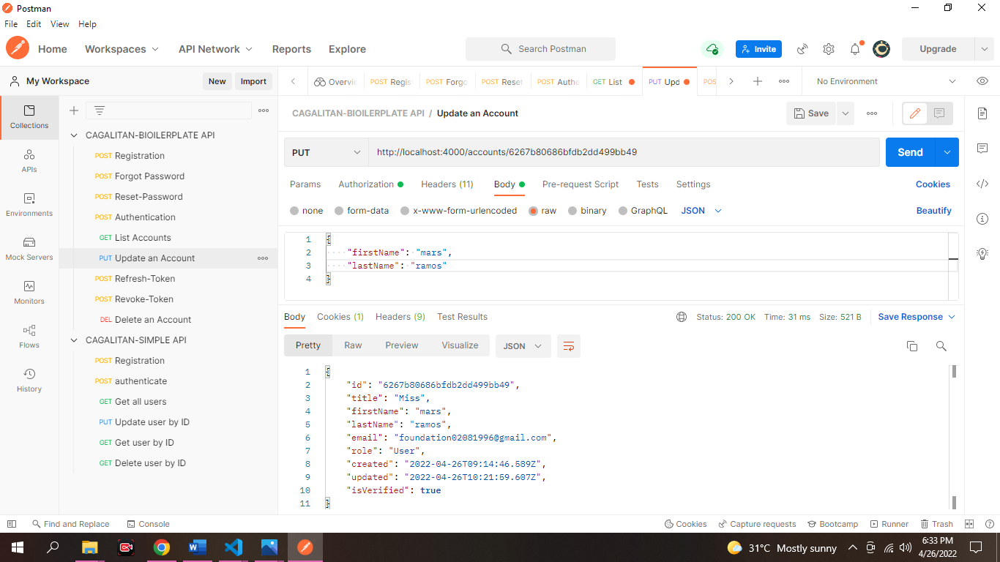 Postman
File Edit View Help
Home Workspaces API Network Reports Explore Search Postman Invite Upgrade
My Workspace New Import Overvie POST Regis POST Forgo POST Reset POST Authe GET List PUT Upd POS No Environment
CAGALITAN-BIOILERPLATE API / Update an Account Save
Collections
APIs
Environments
Mock Servers
Monitors
Flows
History
CAGALITAN-BIOILERPLATE API
POST Registration
POST Forgot Password
POST Reset-Password
POST Authentication
GET List Accounts
PUT Update an Account
POST Refresh-Token
POST Revoke-Token
DEL Delete an Account
CAGALITAN-SIMPLE API
POST Registration
POST authenticate
GET Get all users
PUT Update user by ID
GET Get user by ID
GET Delete user by ID
PUT http://localhost:4000/accounts/6267b80686bfdb2dd499bb49 Send
Params Authorization Headers (11) Body Pre-request Script Tests Settings Cookies
none form-data x-www-form-urlencoded raw binary GraphQL JSON Beautify
1 {
2 "firstName": "mars",
3 "lastName": "ramos"
4 }
Body Cookies (1) Headers (9) Test Results Status: 200 OK Time: 31 ms Size: 521 B Save Response
Pretty Raw Preview Visualize JSON
1 {
2 "id": "6267b80686bfdb2dd499bb49",
3 "title": "Miss",
4 "firstName": "mars",
5 "lastName": "ramos",
6 "email": "foundation02081996@gmail.com",
7 "role": "User",
8 "created": "2022-04-26T09:14:46.589Z",
9 "updated": "2022-04-26T10:21:59.607Z",
10 "isVerified": true
11 }
Find and Replace Console Cookies Capture requests Bootcamp Runner Trash
31°C Mostly sunny 6:33 PM
4/26/2022